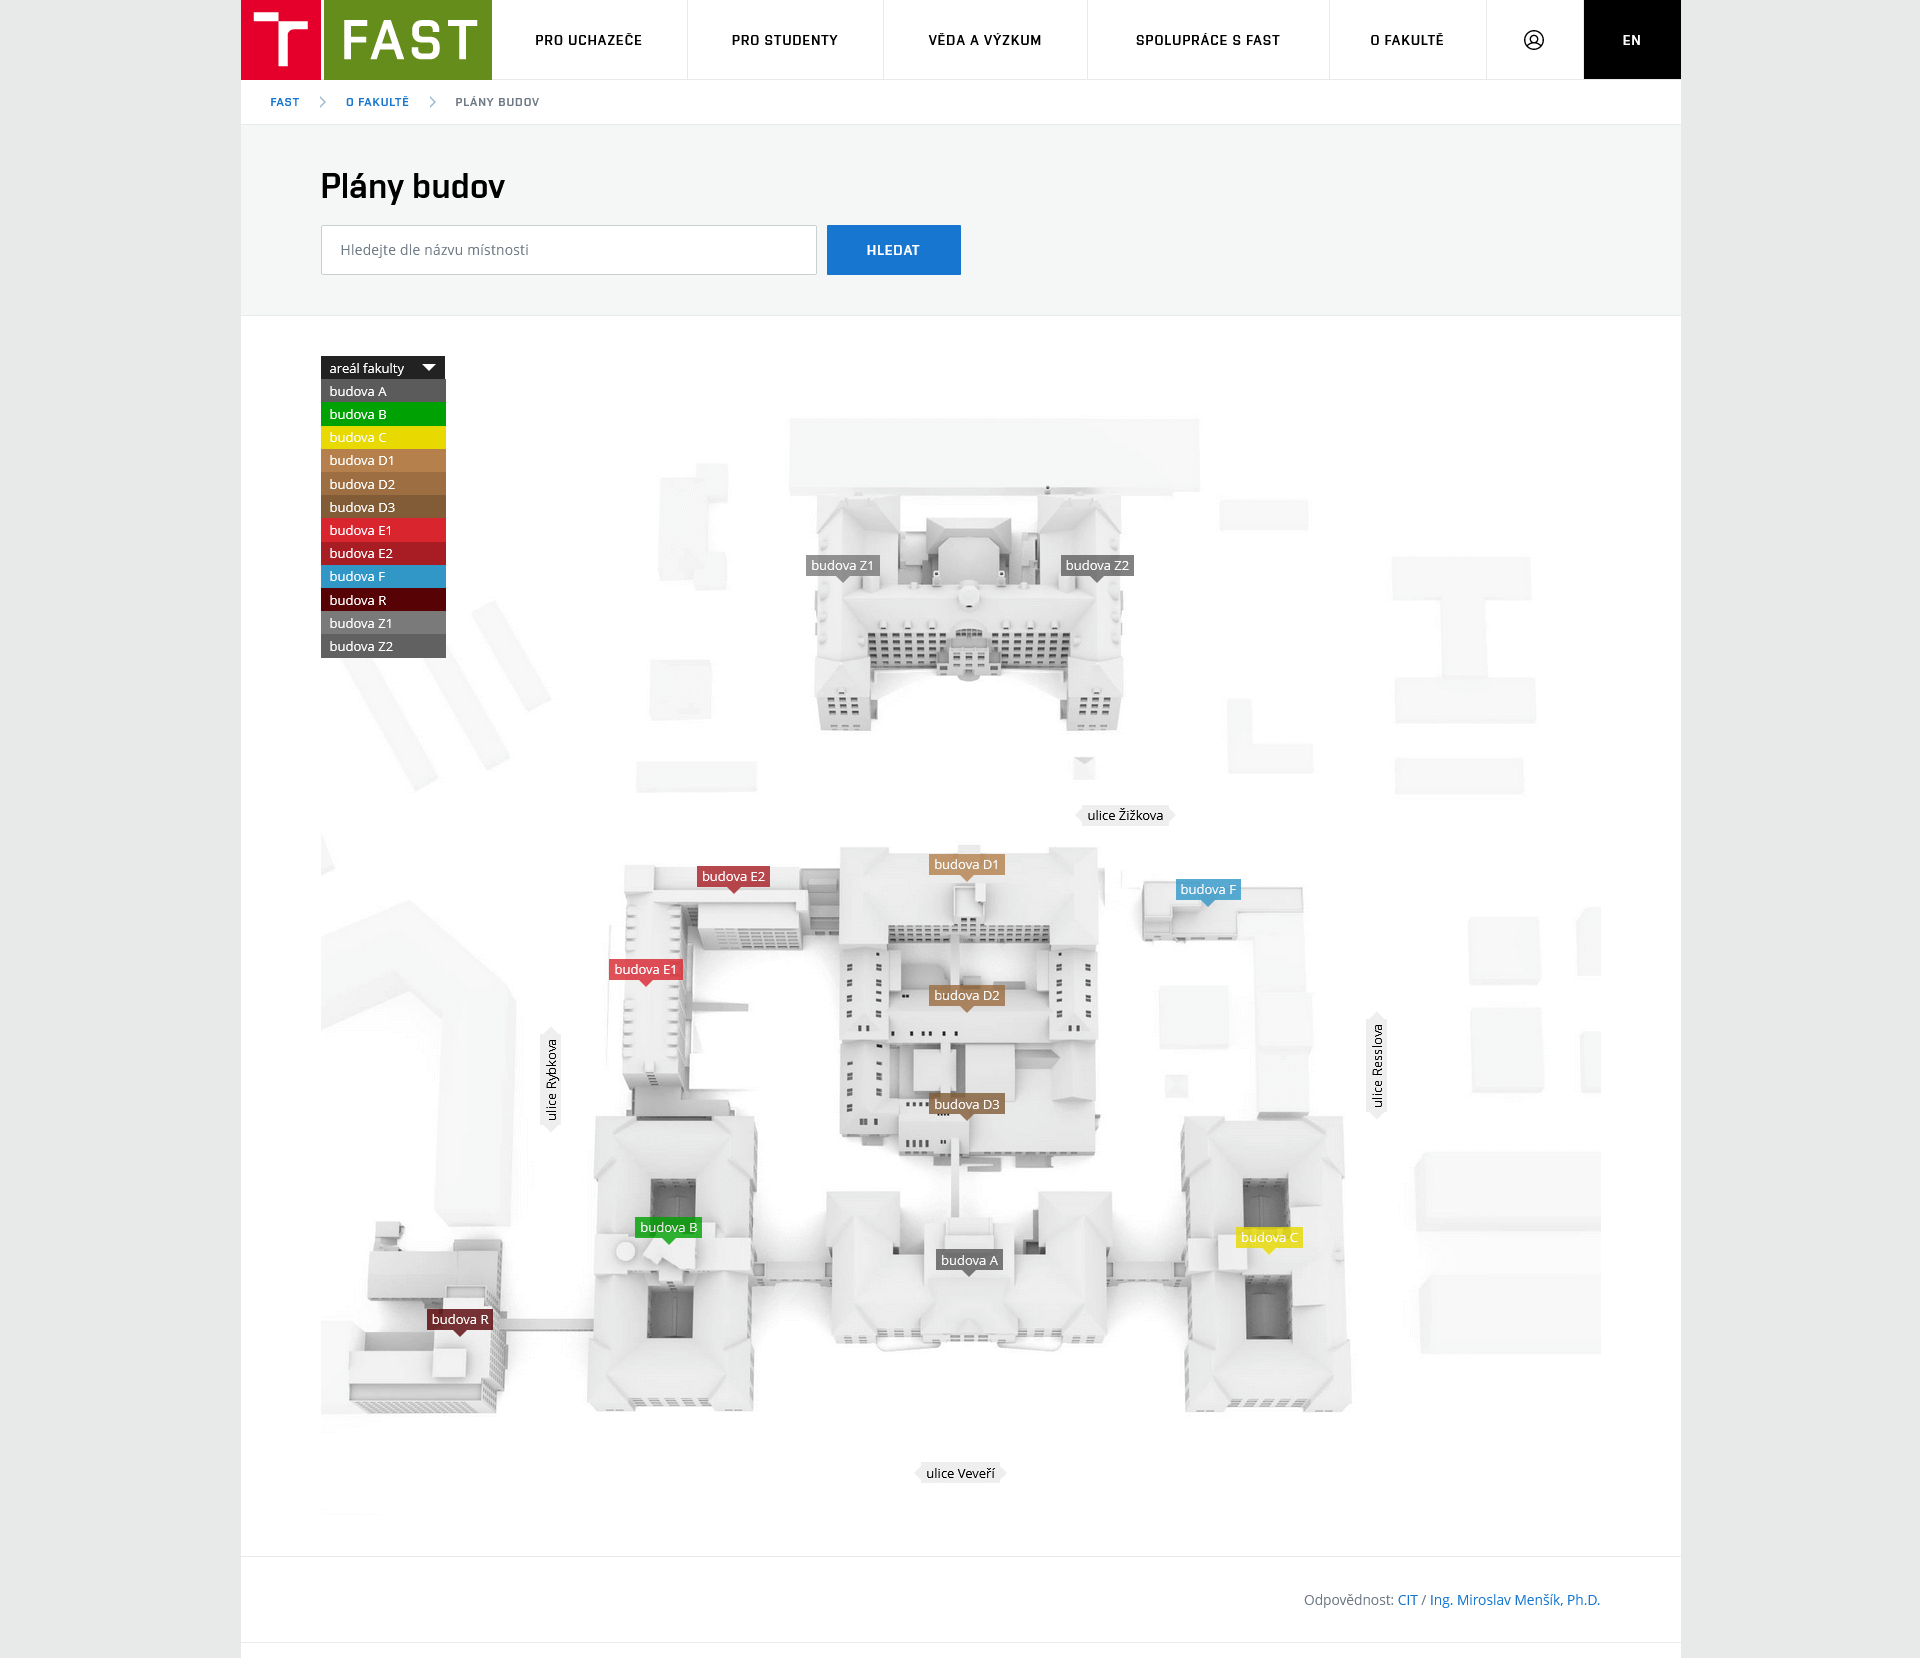 T FAST
PRO UCHAZEČE
PRO STUDENTY
VĚDA A VÝZKUM
SPOLUPRÁCE S FAST
O FAKULTĚ
EN
FAST
O FAKULTĚ
PLÁNY BUDOV
Plány budov
Hledejte dle názvu místnosti
HLEDAT
areál fakulty
budova A
budova B
budova C
budova D1
budova D2
budova D3
budova E1
budova E2
budova F
budova R
budova Z1
budova Z2
budova Z1
budova Z2
ulice Žižkova
budova D1
budova E2
budova F
budova E1
budova D2
ulice Rybkova
ulice Resslova
budova D3
budova B
budova C
budova A
budova R
ulice Veveří
Odpovědnost: CIT / Ing. Miroslav Menšík, Ph.D.